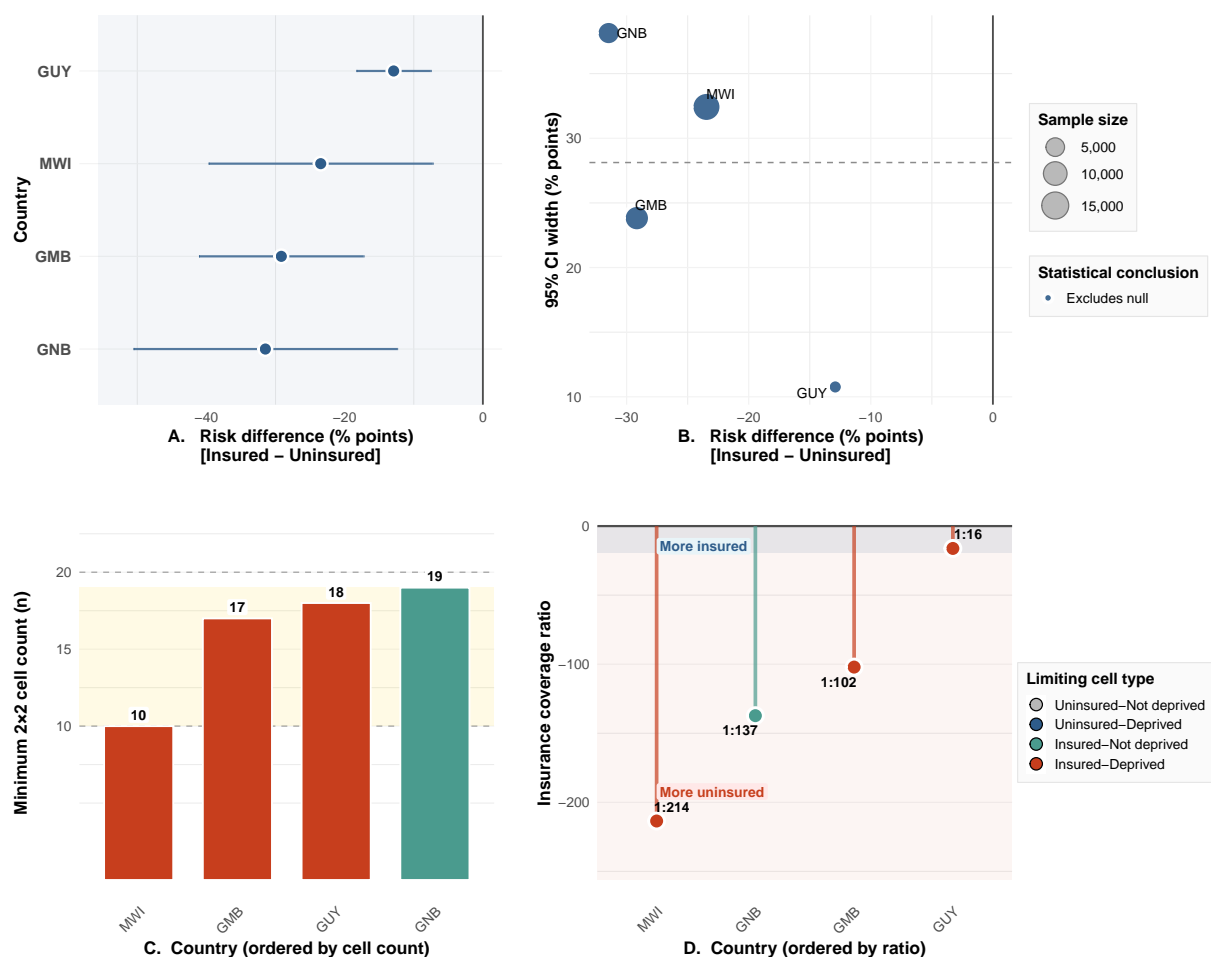 GUY
MWI
GMB
GNB
Country
−40
−20
0
A. Risk difference (% points)
[Insured − Uninsured]
GNB
MWI
GMB
GUY
30
20
10
95% CI width (% points)
−30
−20
−10
0
B. Risk difference (% points)
[Insured − Uninsured]
Sample size
5,000
10,000
15,000
Statistical conclusion
Excludes null
20
15
10
Minimum 2x2 cell count (n)
10
17
18
19
MWI
GMB
GUY
GNB
C. Country (ordered by cell count)
0
−100
−200
Insurance coverage ratio
More insured
More uninsured
1:214
1:137
1:102
1:16
MWI
GNB
GMB
GUY
D. Country (ordered by ratio)
Limiting cell type
Uninsured−Not deprived
Uninsured−Deprived
Insured−Not deprived
Insured−Deprived